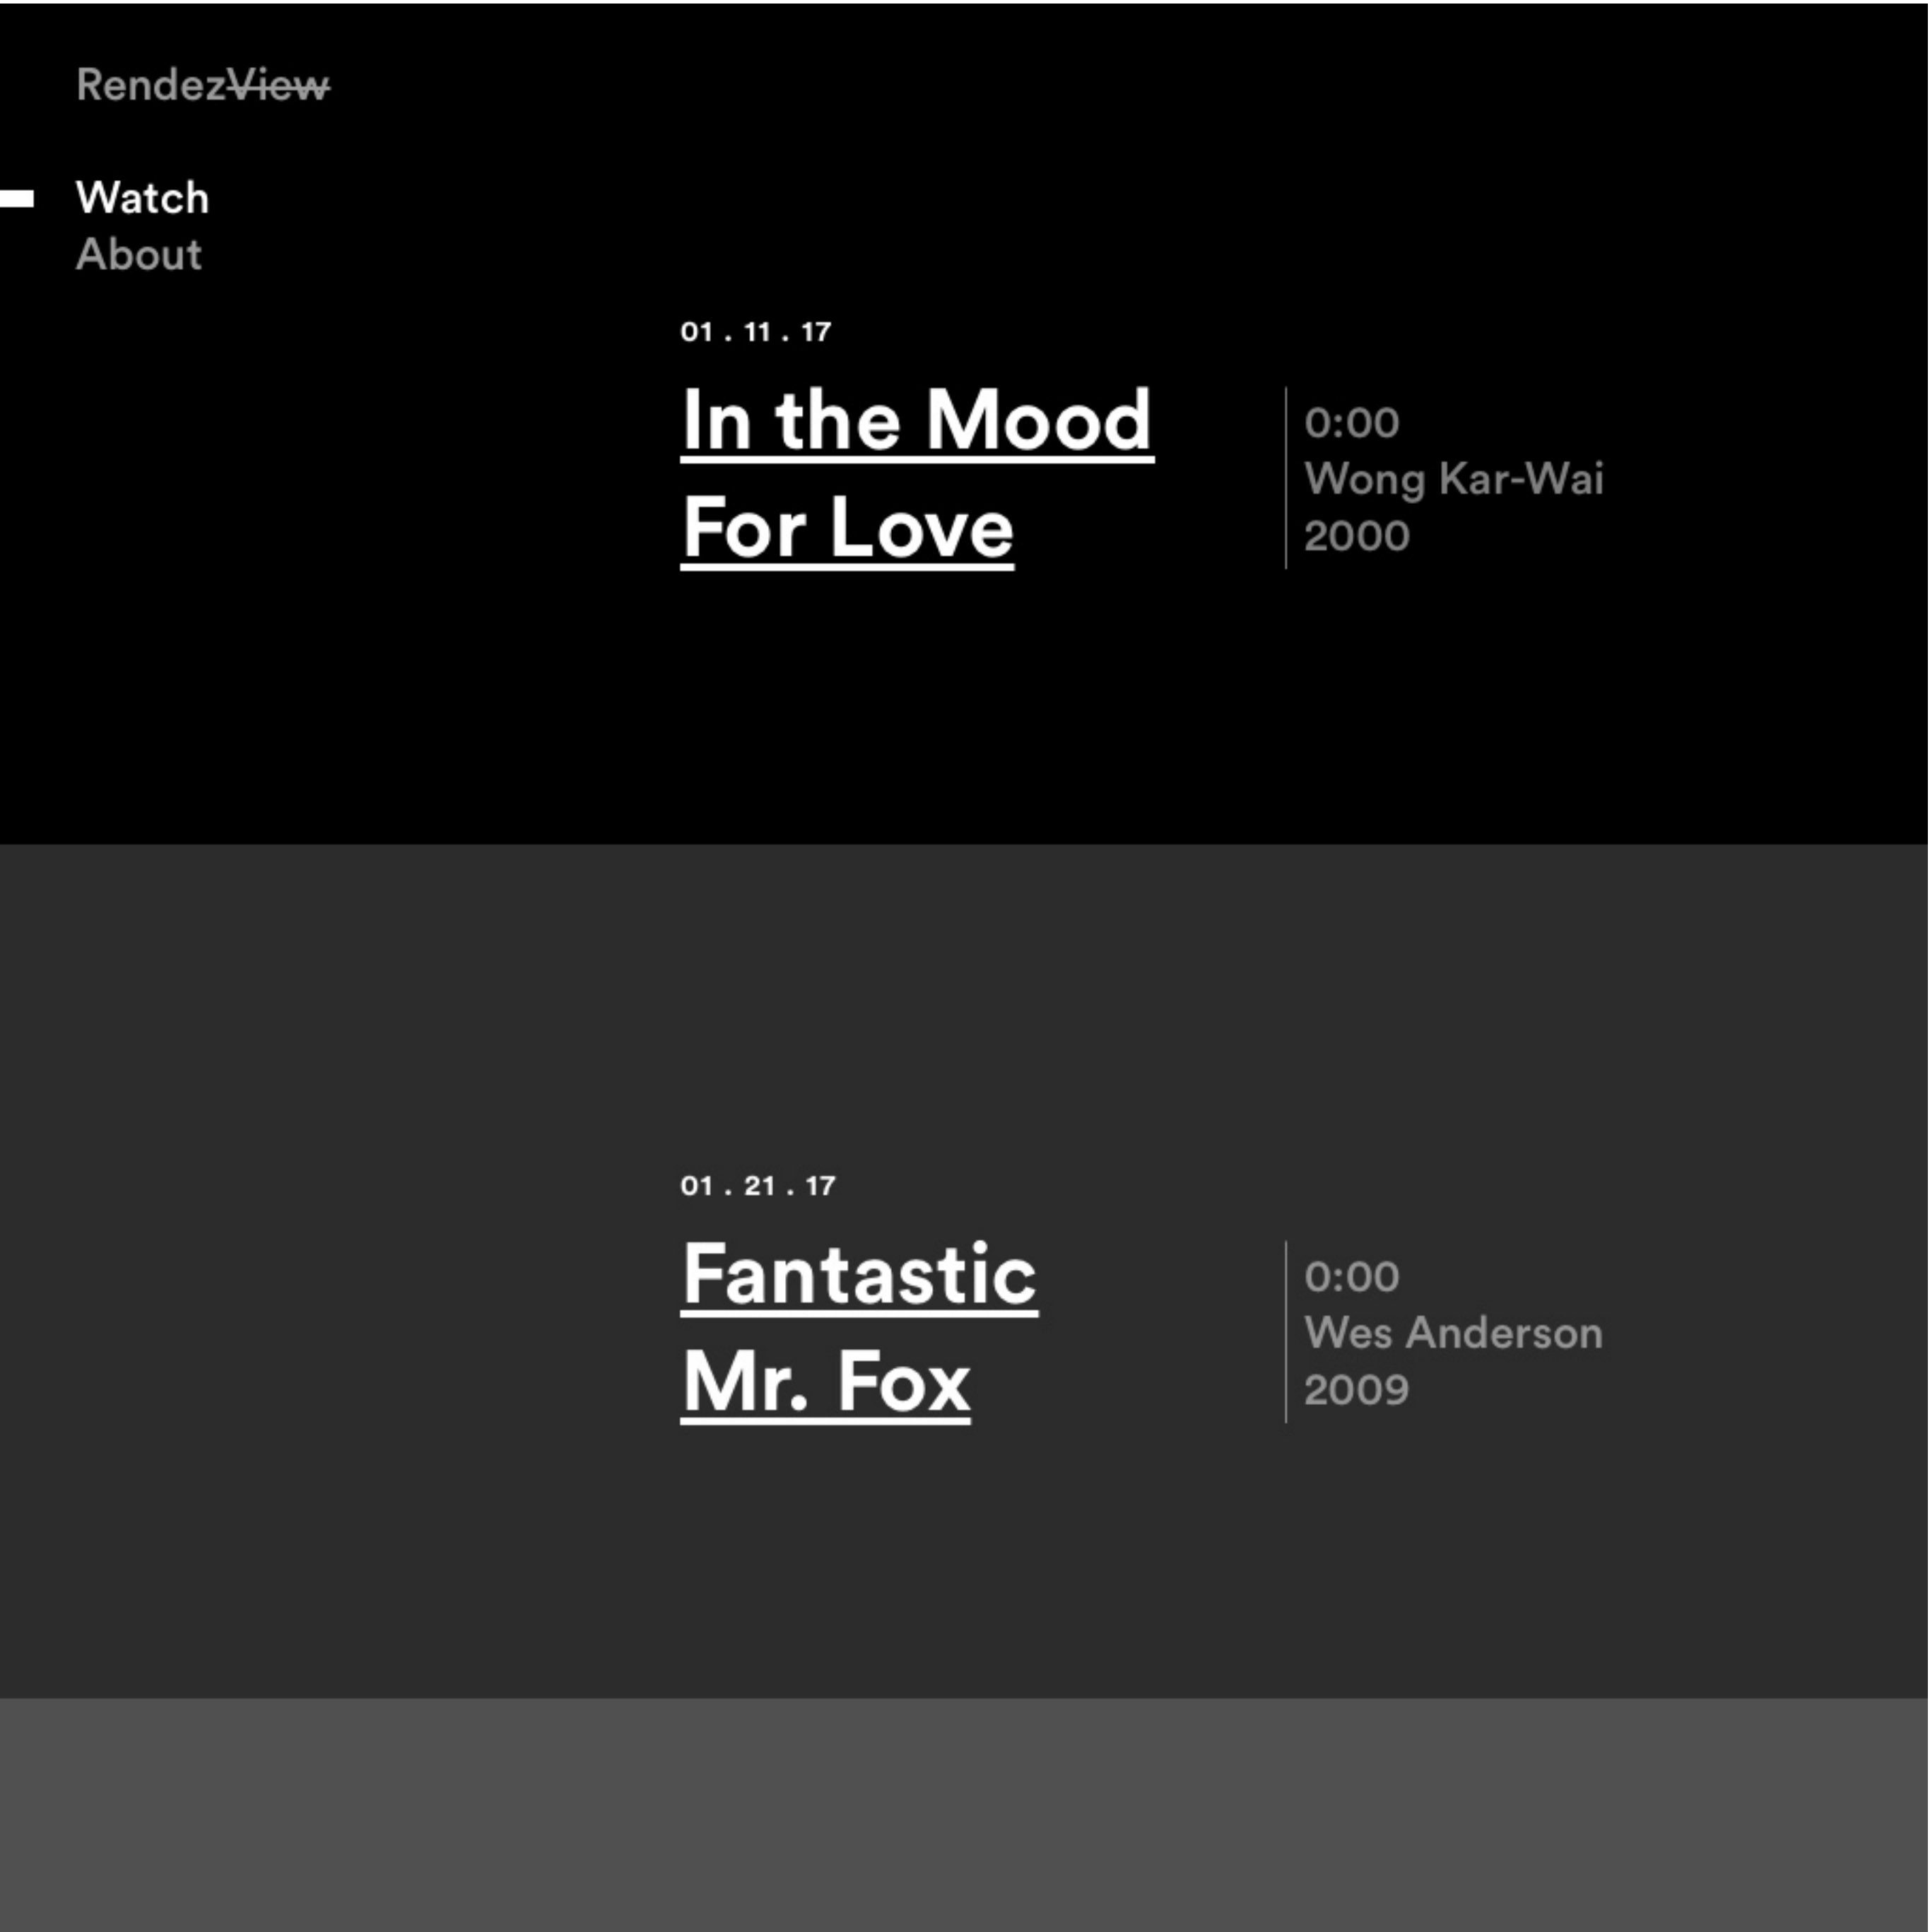 RendezView
Watch
About
01 . 11 . 17
In the Mood
For Love
0:00
Wong Kar-Wai
2000
01 . 21 . 17
Fantastic
Mr. Fox
0:00
Wes Anderson
2009